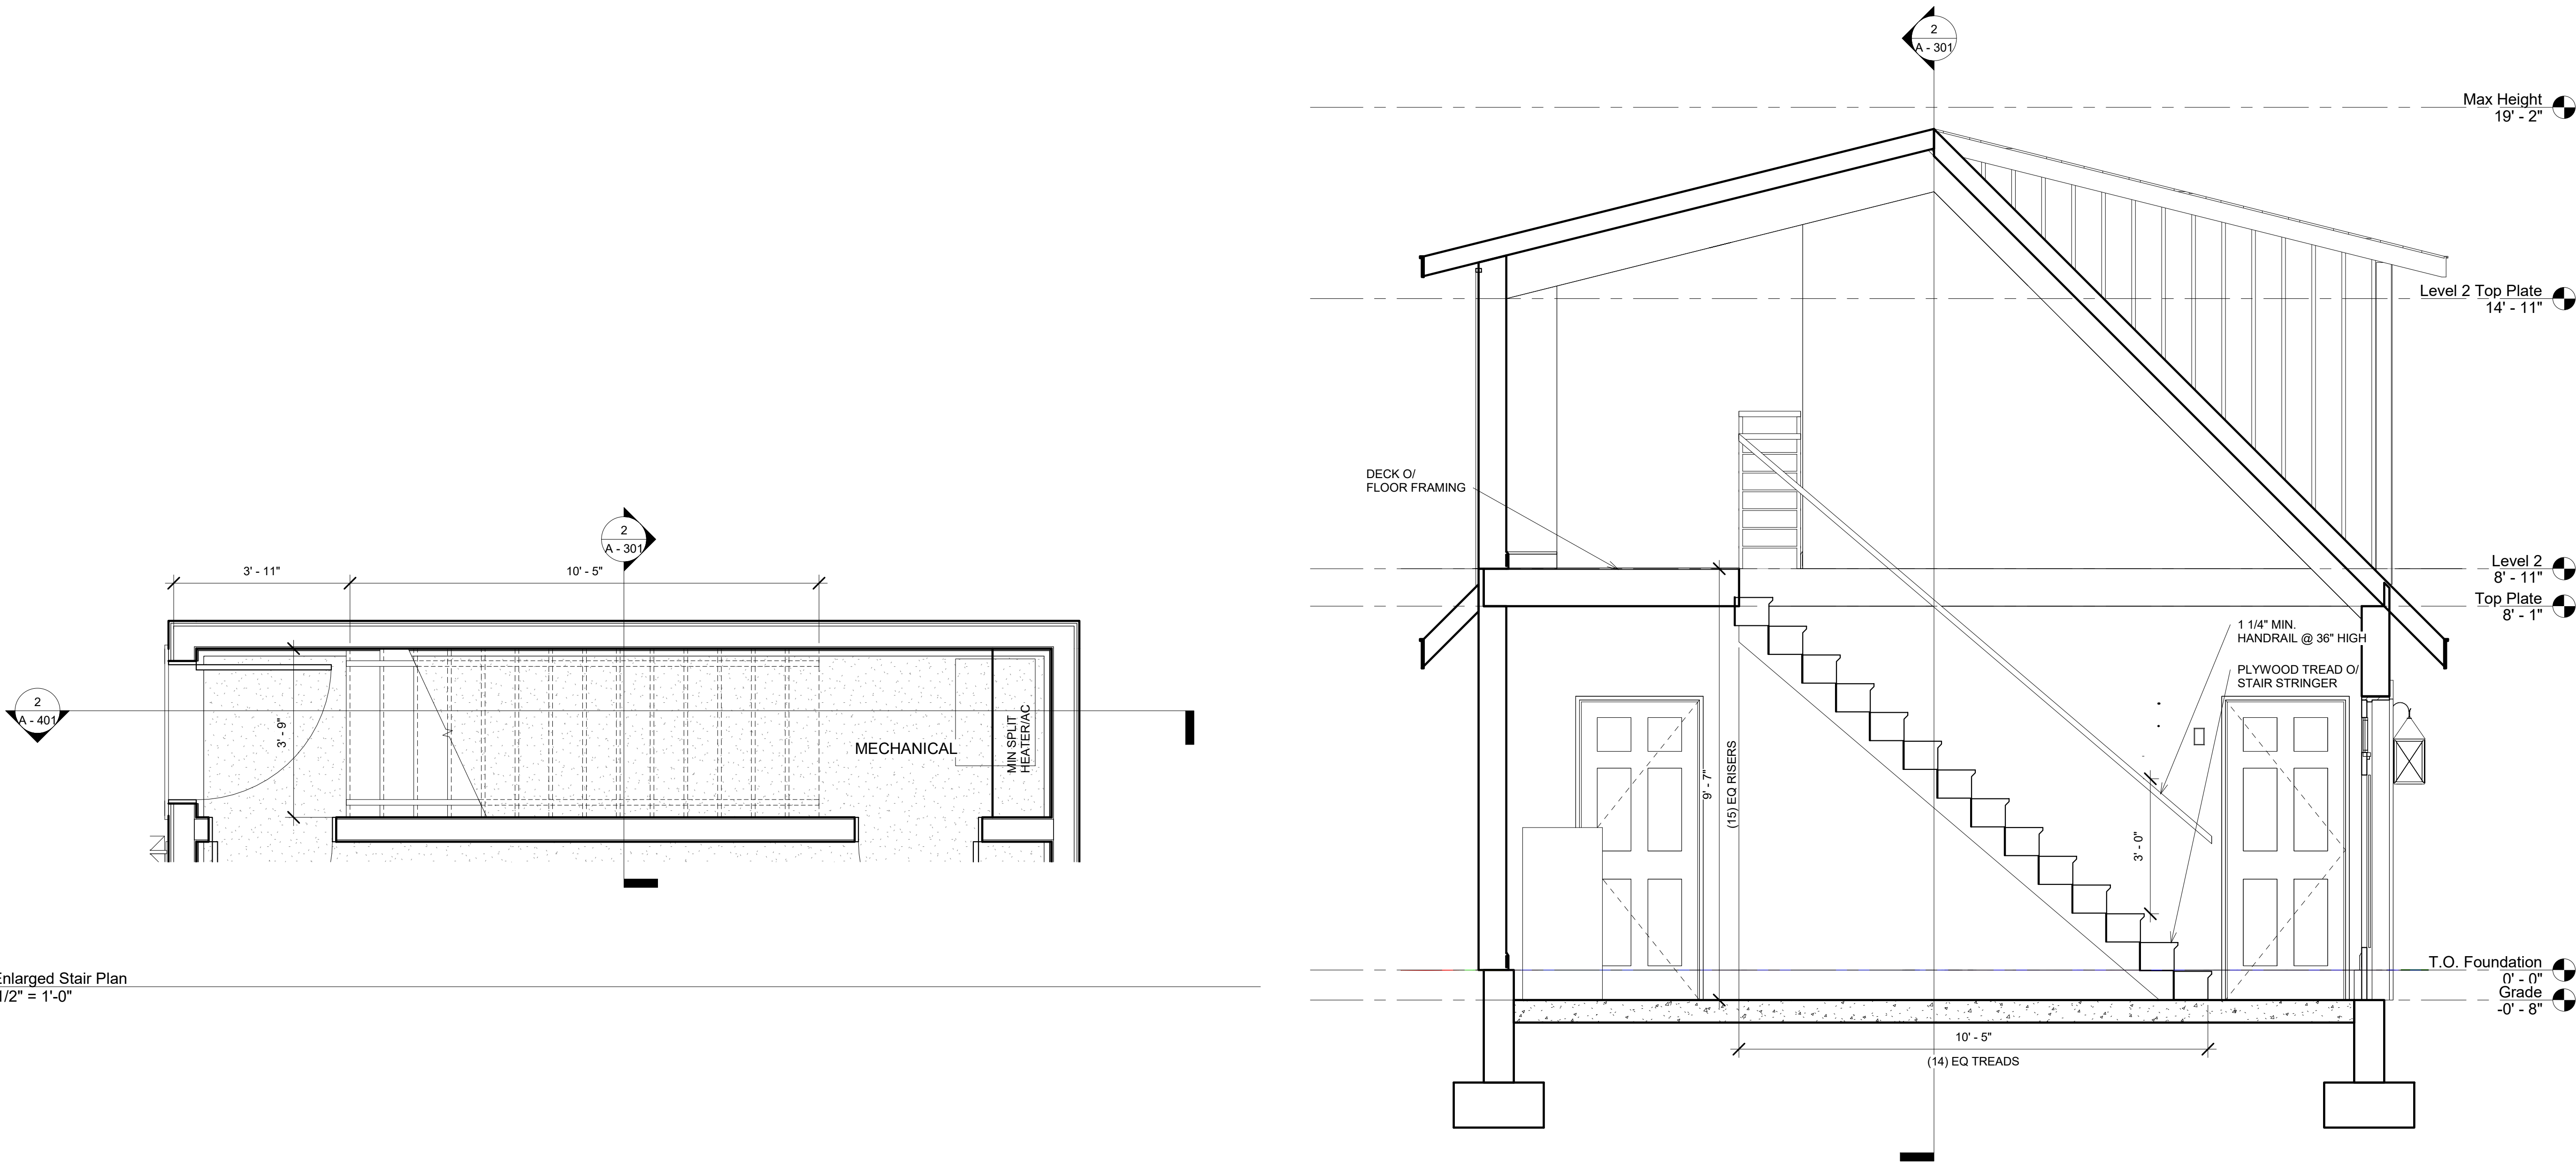 2
A - 301
3' - 11"
10' - 5"
2
A - 401
3' - 9"
MECHANICAL
MIN SPLIT
HEATER/AC
Enlarged Stair Plan
1/2" = 1'-0"
2
A - 301
Max Height
19' - 2"
Level 2 Top Plate
14' - 11"
DECK O/
FLOOR FRAMING
Level 2
8' - 11"
Top Plate
8' - 1"
1 1/4" MIN.
HANDRAIL @ 36" HIGH
PLYWOOD TREAD O/
STAIR STRINGER
9' - 7"
(15) EQ RISERS
3' - 0"
T.O. Foundation
0' - 0"
Grade
-0' - 8"
10' - 5"
(14) EQ TREADS